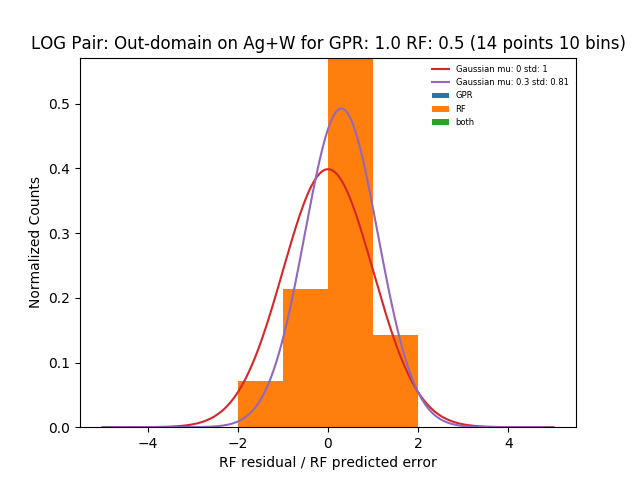 LOG Pair: Out-domain on Ag+W for GPR: 1.0 RF: 0.5 (14 points 10 bins)
Gaussian mu: 0 std: 1
Gaussian mu: 0.3 std: 0.81
GPR
RF
both
Normalized Counts
0.5
0.4
0.3
0.2
0.1
0.0
−4
−2
0
2
4
RF residual / RF predicted error